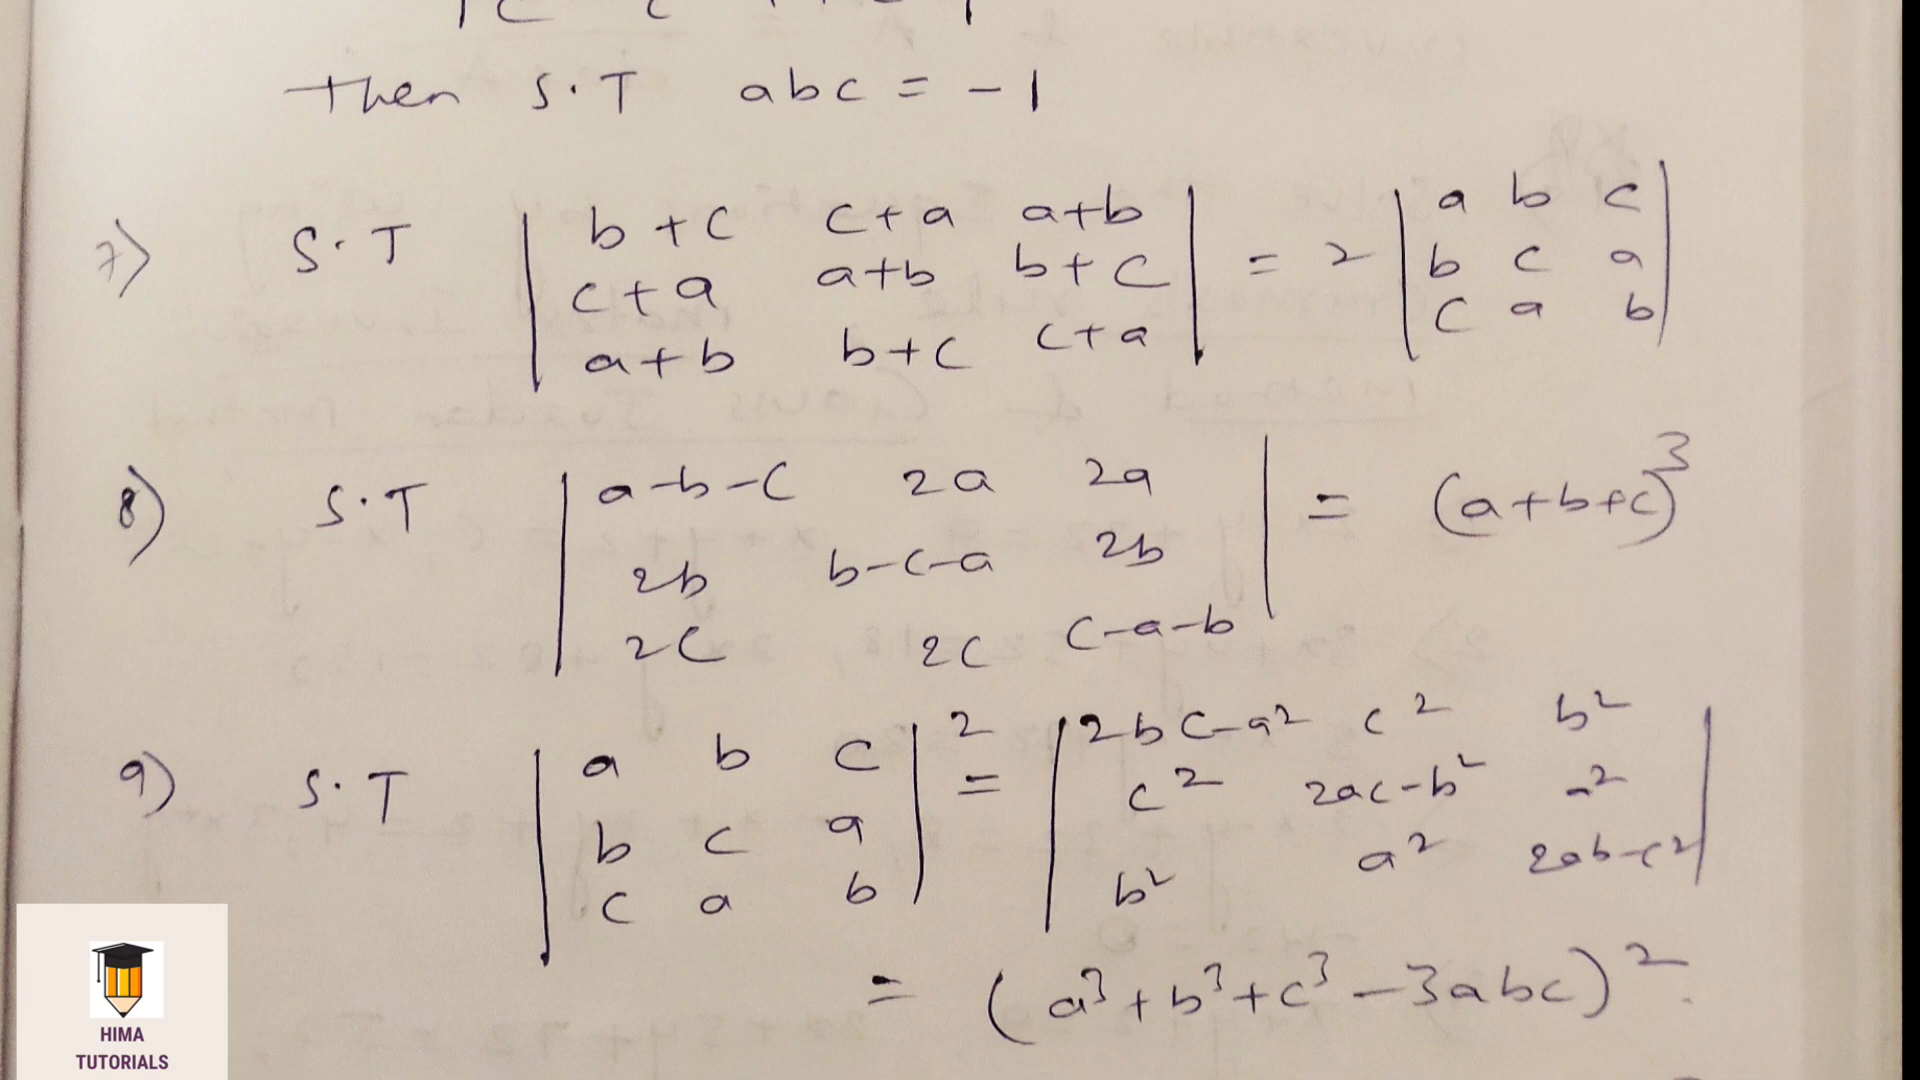 then S.T abc = -1
7) S.T | b+c c+a a+b | = 2 | a b c |
c+a a+b b+c b c a
a+b b+c c+a c a b
8) S.T | a-b-c 2a 2a | = (a+b+c)³
2b b-c-a 2b
2c 2c c-a-b
9) S.T | a b c |² = | 2bc-a² c² b² |
b c a c² 2ac-b² a²
c a b b² a² 2ab-c²
= (a³+b³+c³-3abc)².
HIMA
TUTORIALS